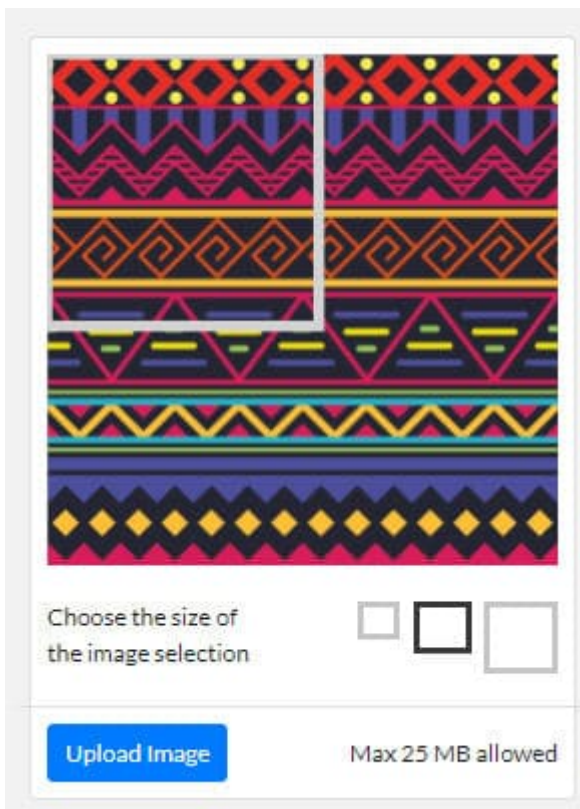 Choose the size of
the image selection
Upload Image
Max 25 MB allowed